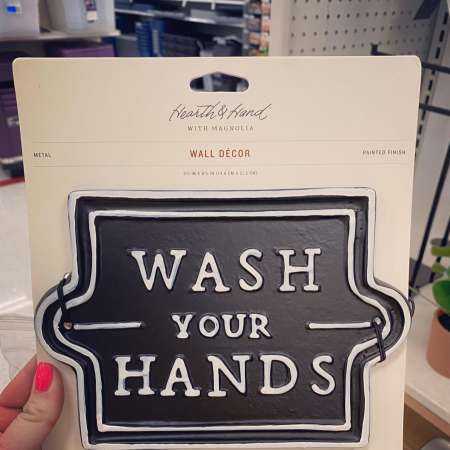 Hearth & Hand
WITH MAGNOLIA
METAL WALL DÉCOR PAINTED FINISH
WASH
YOUR
HANDS